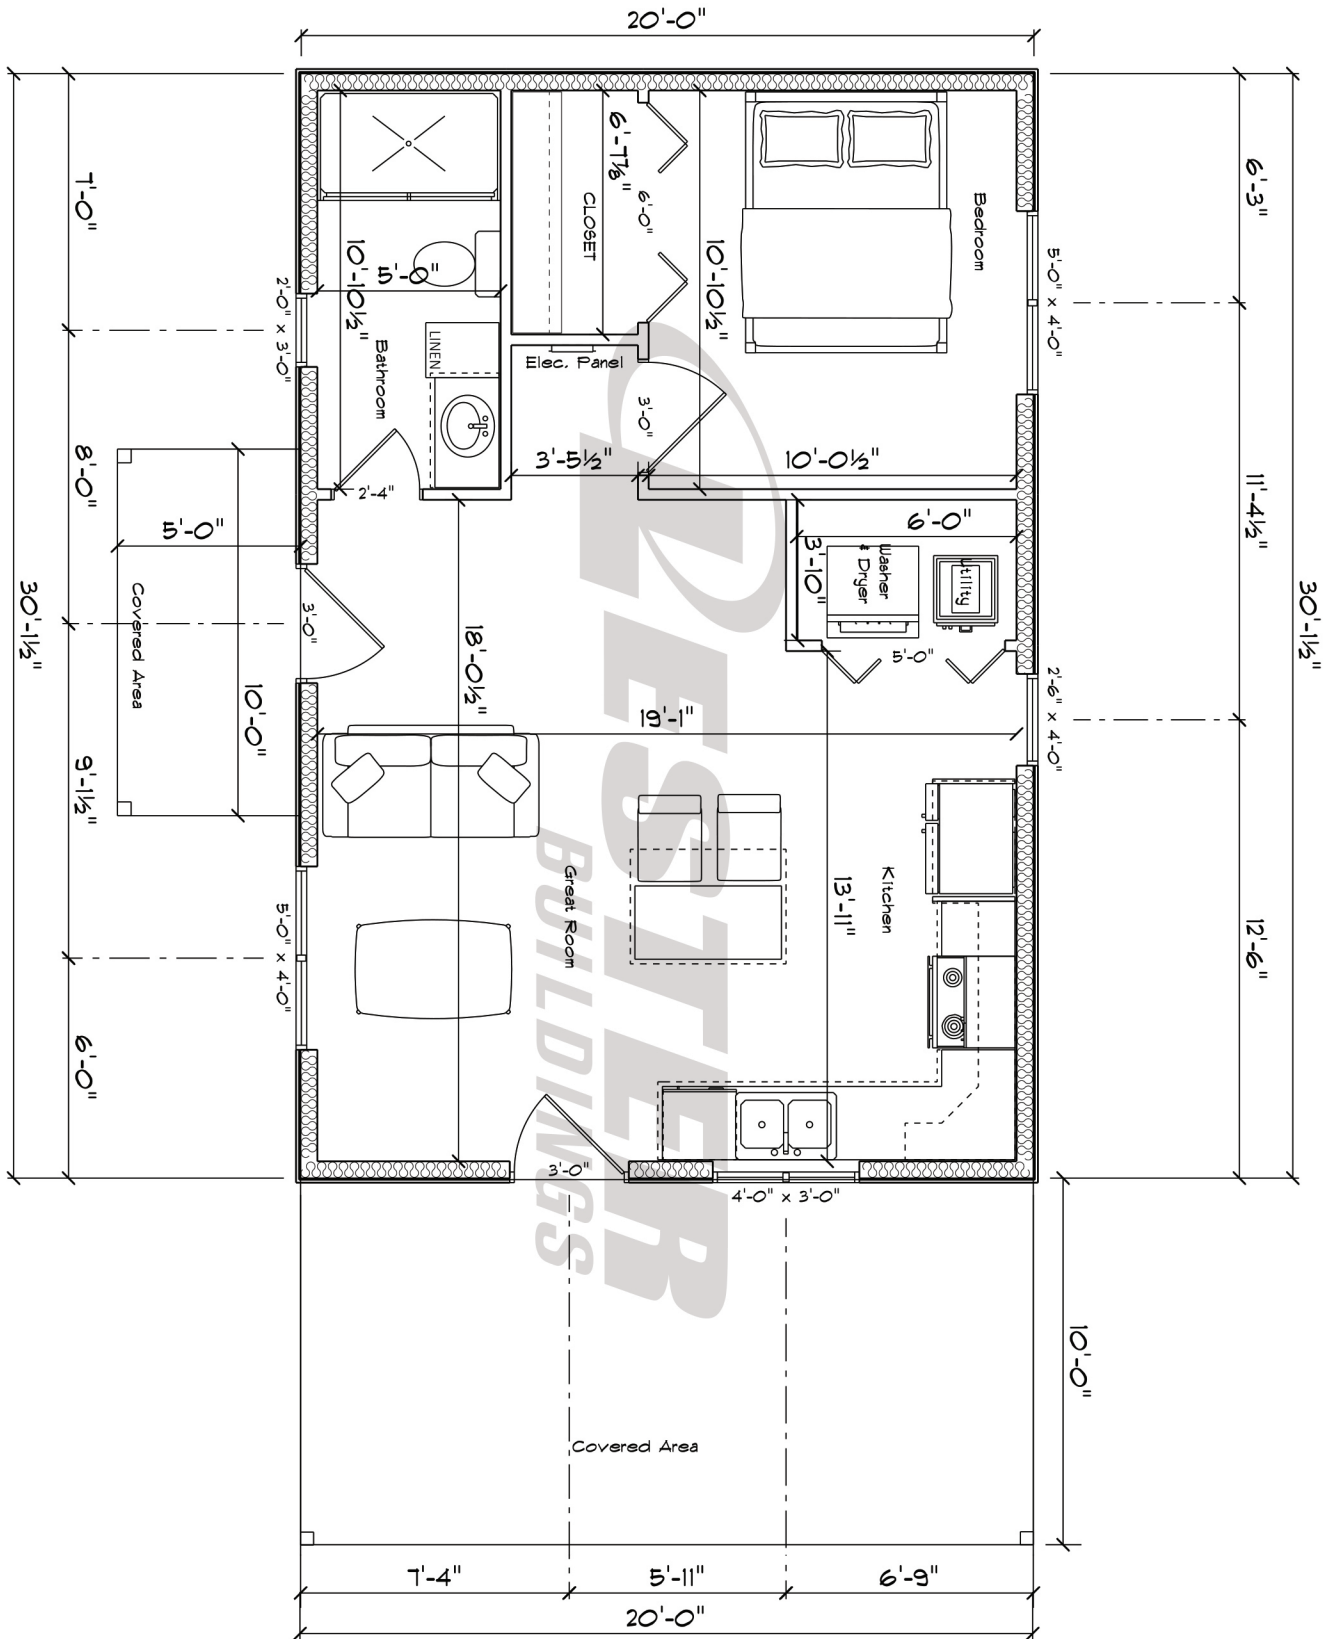 20'-0"
7'-0"
8'-0"
9'-1½"
6'-0"
30'-1½"
6'-3"
11'-4½"
12'-6"
30'-1½"
6'-7⅞"
CLOSET
6'-0"
Bedroom
5'-0" x 4'-0"
10'-10½"
5'-0"
10'-10½"
2'-0" x 3'-0"
Bathroom
LINEN
Elec. Panel
3'-0"
3'-5½"
10'-0½"
2'-4"
5'-0"
Covered Area
10'-0"
3'-0"
18'-0½"
6'-0"
3'-10"
Washer
& Dryer
Utility
5'-0"
2'-6" x 4'-0"
19'-1"
Great Room
13'-11"
Kitchen
5'-0" x 4'-0"
LESTER
BUILDINGS
3'-0"
4'-0" x 3'-0"
10'-0"
Covered Area
7'-4"
5'-11"
6'-9"
20'-0"